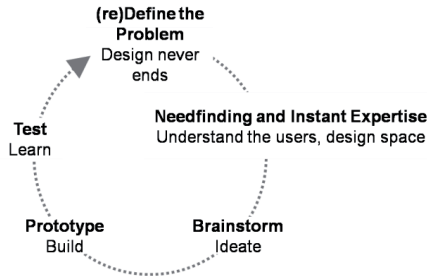 (re)Define the
Problem
Design never
ends
Needfinding and Instant Expertise
Understand the users, design space
Brainstorm
Ideate
Prototype
Build
Test
Learn